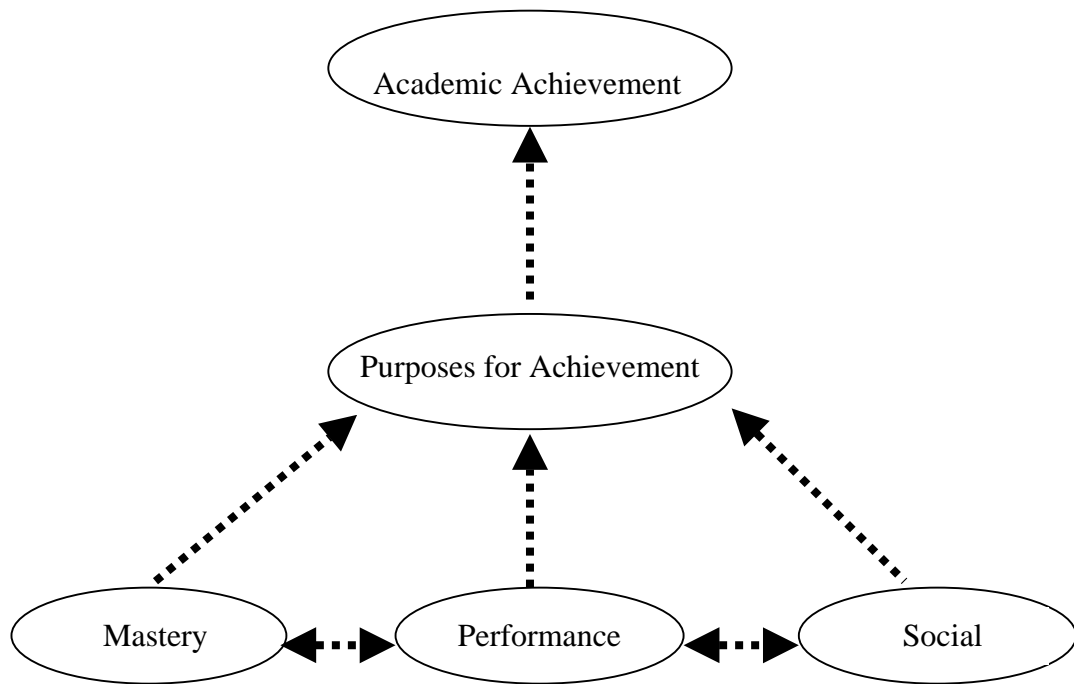 Academic Achievement
Purposes for Achievement
Mastery
Performance
Social